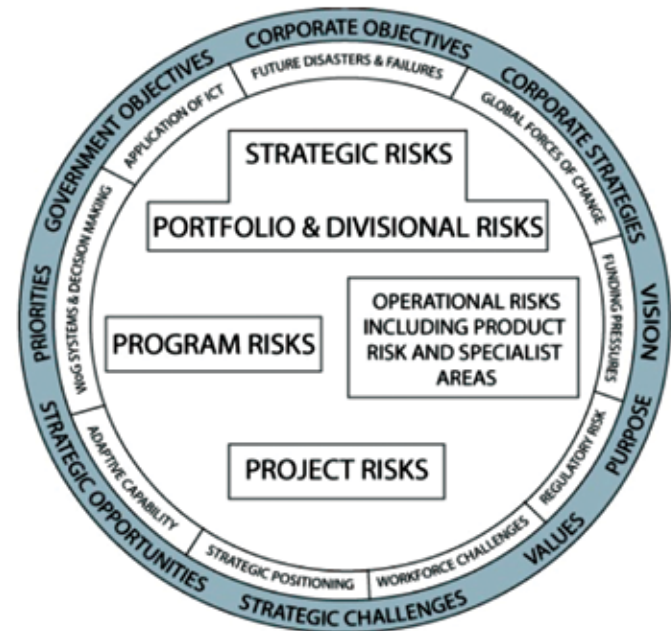 CORPORATE OBJECTIVES
CORPORATE STRATEGIES
VISION
PURPOSE
VALUES
STRATEGIC CHALLENGES
STRATEGIC OPPORTUNITIES
PRIORITIES
GOVERNMENT OBJECTIVES
FUTURE DISASTERS & FAILURES
GLOBAL FORCES OF CHANGE
FUNDING PRESSURES
REGULATORY RISK
WORKFORCE CHALLENGES
STRATEGIC POSITIONING
ADAPTIVE CAPABILITY
WoG SYSTEMS & DECISION MAKING
APPLICATION OF ICT
STRATEGIC RISKS
PORTFOLIO & DIVISIONAL RISKS
OPERATIONAL RISKS
INCLUDING PRODUCT
RISK AND SPECIALIST
AREAS
PROGRAM RISKS
PROJECT RISKS